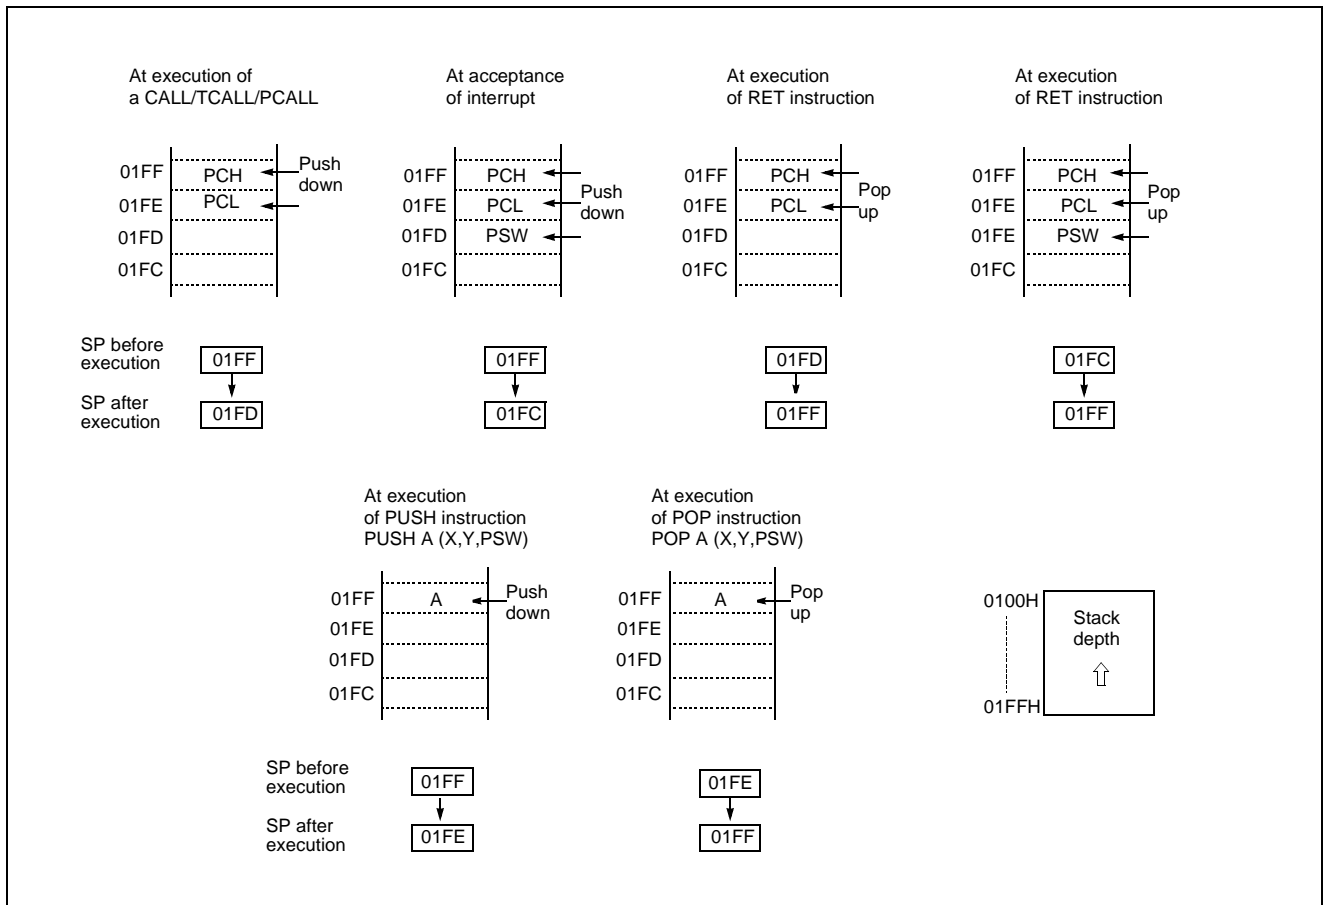 At execution of
a CALL/TCALL/PCALL
01FF PCH Push
down
01FE PCL
01FD
01FC
At acceptance
of interrupt
01FF PCH
01FE PCL Push
down
01FD PSW
01FC
At execution
of RET instruction
01FF PCH
01FE PCL Pop
up
01FD
01FC
At execution
of RET instruction
01FF PCH
01FE PCL Pop
up
01FE PSW
01FC
SP before
execution
01FF 01FF 01FD 01FC
SP after
execution
01FD 01FC 01FF 01FF
At execution
of PUSH instruction
PUSH A (X,Y,PSW)
01FF A Push
down
01FE
01FD
01FC
At execution
of POP instruction
POP A (X,Y,PSW)
01FF A Pop
up
01FE
01FD
01FC
0100H
Stack
depth
01FFH
SP before
execution
01FF 01FE
SP after
execution
01FE 01FF